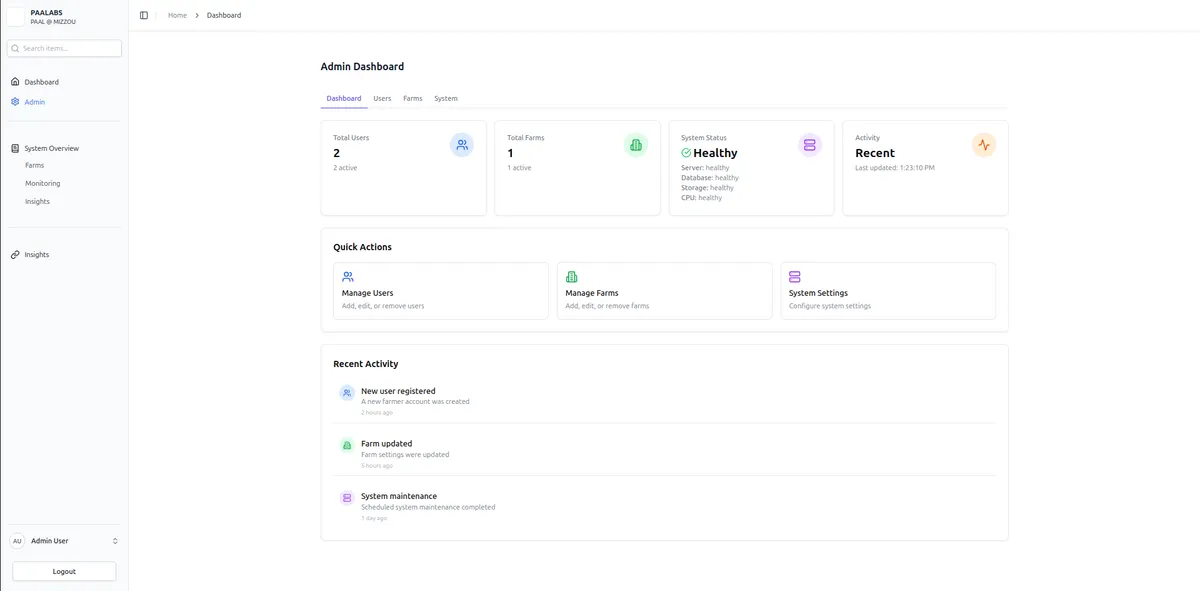 PAALABS
PAAL @ MIZZOU
Search items...
Dashboard
Admin
System Overview
Farms
Monitoring
Insights
Insights
AU
Admin User
Logout
Home
Dashboard
Admin Dashboard
Dashboard Users Farms System
Total Users
2
2 active
Total Farms
1
1 active
System Status
Healthy
Server: healthy
Database: healthy
Storage: healthy
CPU: healthy
Activity
Recent
Last updated: 1:23:10 PM
Quick Actions
Manage Users
Add, edit, or remove users
Manage Farms
Add, edit, or remove farms
System Settings
Configure system settings
Recent Activity
New user registered
A new farmer account was created
2 hours ago
Farm updated
Farm settings were updated
5 hours ago
System maintenance
Scheduled system maintenance completed
1 day ago